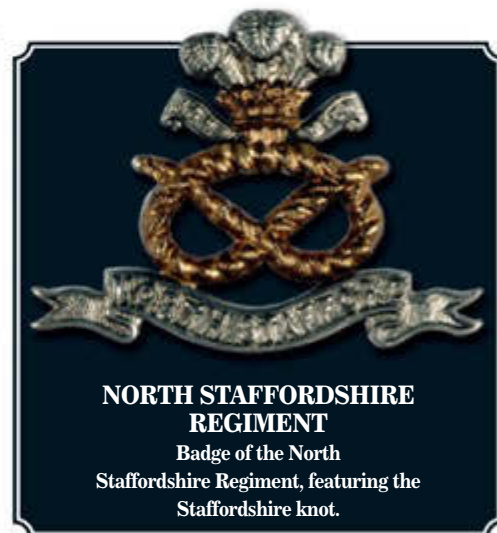 NORTH STAFFORDSHIRE
REGIMENT
Badge of the North
Staffordshire Regiment, featuring the
Staffordshire knot.